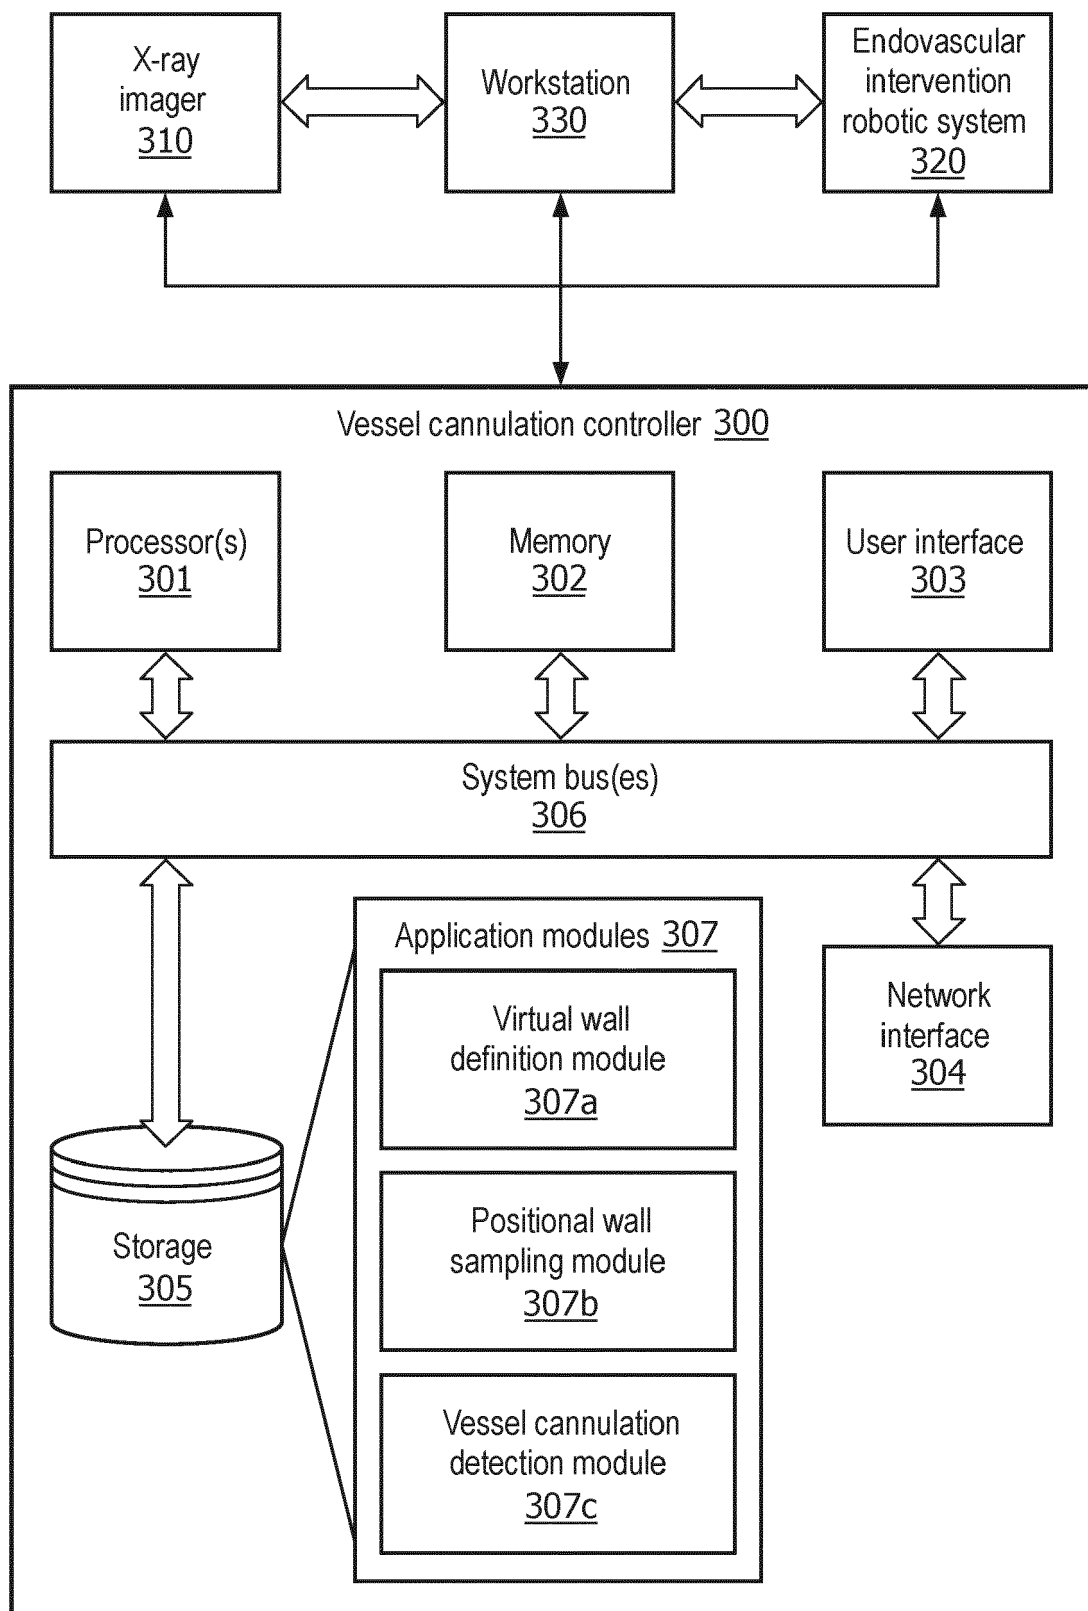 X-ray
imager
310
Workstation
330
Endovascular
intervention
robotic system
320
Vessel cannulation controller 300
Processor(s)
301
Memory
302
User interface
303
System bus(es)
306
Application modules 307
Virtual wall
definition module
307a
Positional wall
sampling module
307b
Vessel cannulation
detection module
307c
Network
interface
304
Storage
305